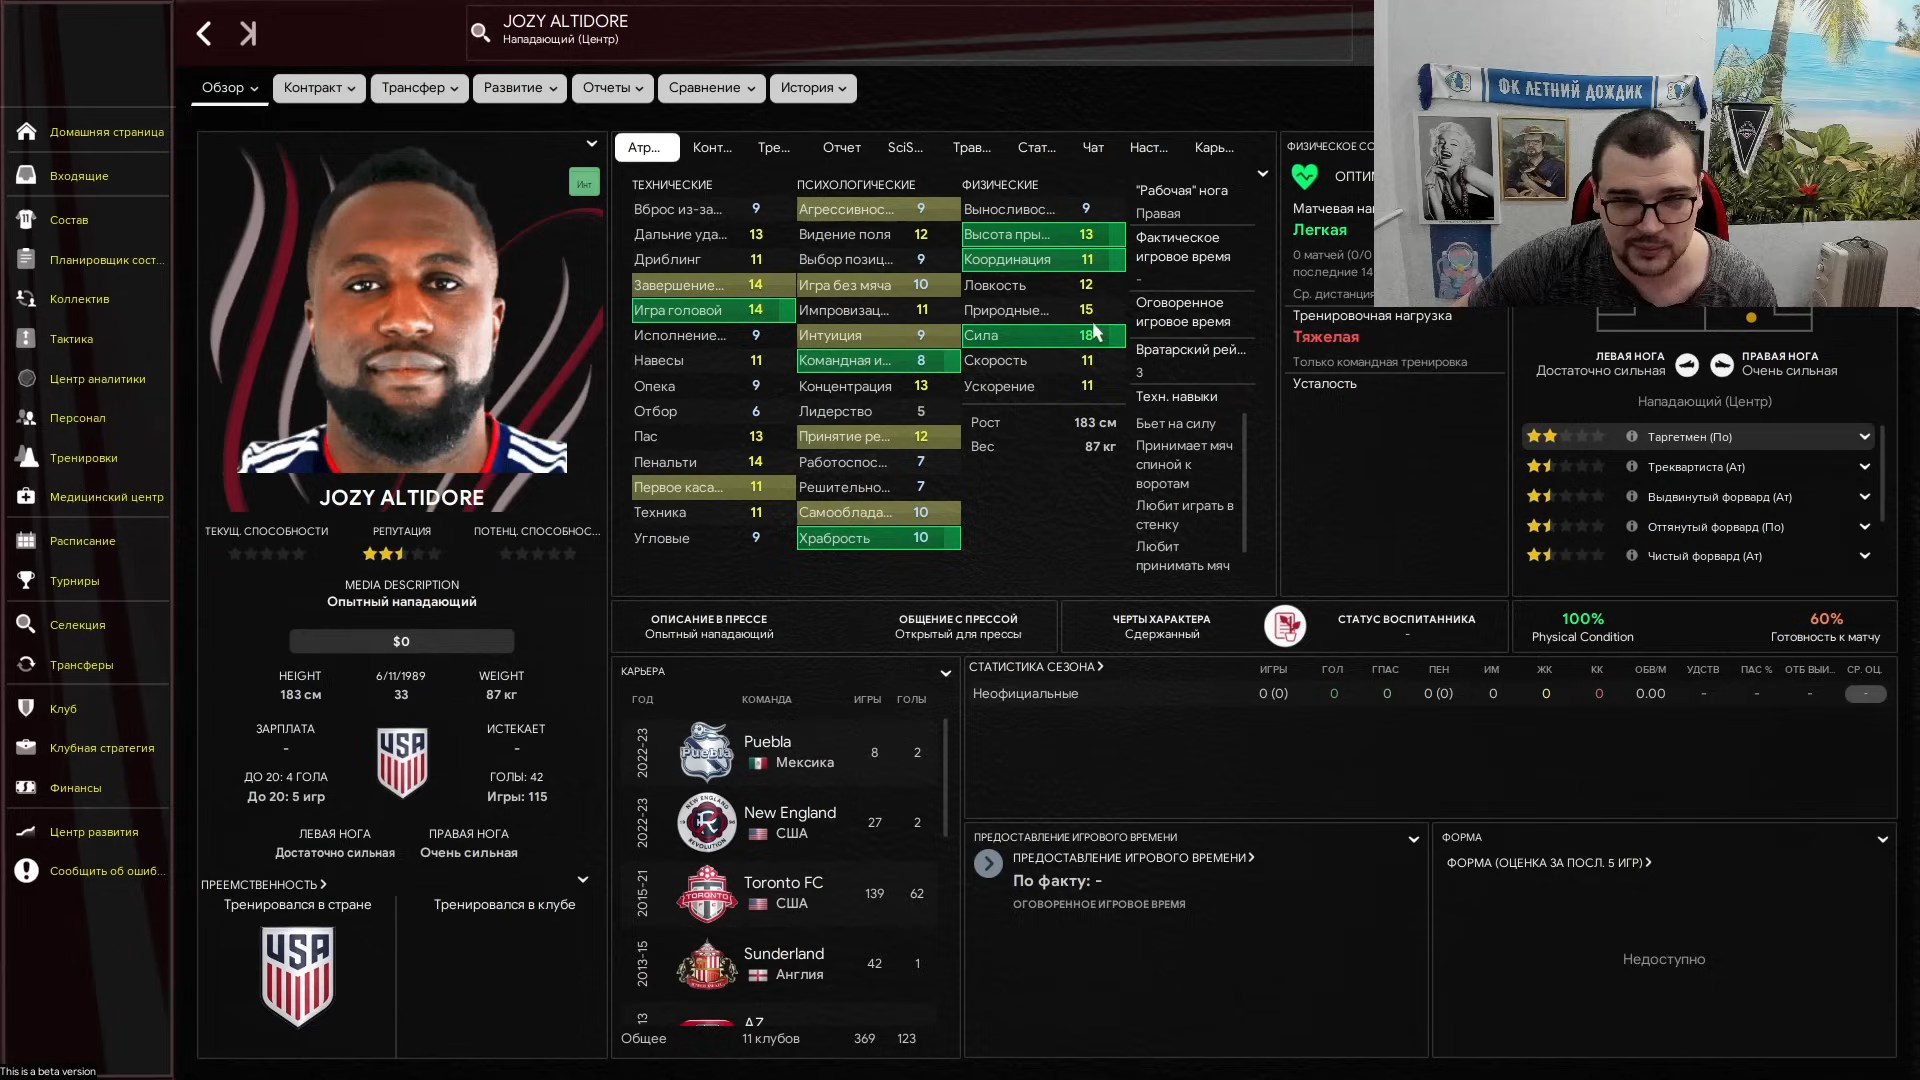 JOZY ALTIDORE
Нападающий (Центр)
Обзор
Контракт
Трансфер
Развитие
Отчеты
Сравнение
История
Домашняя страница
Входящие
Состав
Планировщик сост...
Коллектив
Тактика
Центр аналитики
Персонал
Тренировки
Медицинский центр
Расписание
Турниры
Селекция
Трансферы
Клуб
Клубная стратегия
Финансы
Центр развития
Сообщить об ошиб...
This is a beta version
Инт
JOZY ALTIDORE
ТЕКУЩ. СПОСОБНОСТИ
РЕПУТАЦИЯ
ПОТЕНЦ. СПОСОБНОС...
MEDIA DESCRIPTION
Опытный нападающий
$0
HEIGHT
183 см
6/11/1989
33
WEIGHT
87 кг
ЗАРПЛАТА
-
USA
ИСТЕКАЕТ
-
ДО 20: 4 ГОЛА
До 20: 5 игр
ГОЛЫ: 42
Игры: 115
ЛЕВАЯ НОГА
Достаточно сильная
ПРАВАЯ НОГА
Очень сильная
ПРЕЕМСТВЕННОСТЬ
Тренировался в стране
Тренировался в клубе
USA
Атр...
Конт...
Тре...
Отчет
SciS...
Трав...
Стат...
Чат
Наст...
Карь...
ТЕХНИЧЕСКИЕ
Вброс из-за... 9
Дальние уда... 13
Дриблинг 11
Завершение... 14
Игра головой 14
Исполнение... 9
Навесы 11
Опека 9
Отбор 6
Пас 13
Пенальти 14
Первое каса... 11
Техника 11
Угловые 9
ПСИХОЛОГИЧЕСКИЕ
Агрессивнос... 9
Видение поля 12
Выбор позиц... 9
Игра без мяча 10
Импровизац... 11
Интуиция 9
Командная и... 8
Концентрация 13
Лидерство 5
Принятие ре... 12
Работоспос... 7
Решительно... 7
Самооблада... 10
Храбрость 10
ФИЗИЧЕСКИЕ
Выносливос... 9
Высота пры... 13
Координация 11
Ловкость 12
Природные... 15
Сила 18
Скорость 11
Ускорение 11
Рост 183 см
Вес 87 кг
"Рабочая" нога
Правая
Фактическое
игровое время
-
Оговоренное
игровое время
Вратарский рей...
3
Техн. навыки
Бьет на силу
Принимает мяч
спиной к
воротам
Любит играть в
стенку
Любит
принимать мяч
ФИЗИЧЕСКОЕ СО
ОПТИМ
Матчевая на
Легкая
0 матчей (0/0
последние 14
Ср. дистанция
Тренировочная нагрузка
Тяжелая
Только командная тренировка
Усталость
ФК ЛЕТНИЙ ДОЖДИК
ЛЕВАЯ НОГА
Достаточно сильная
ПРАВАЯ НОГА
Очень сильная
Нападающий (Центр)
Таргетмен (По)
Треквартиста (Ат)
Выдвинутый форвард (Ат)
Оттянутый форвард (По)
Чистый форвард (Ат)
ОПИСАНИЕ В ПРЕССЕ
Опытный нападающий
ОБЩЕНИЕ С ПРЕССОЙ
Открытый для прессы
ЧЕРТЫ ХАРАКТЕРА
Сдержанный
СТАТУС ВОСПИТАННИКА
-
100%
Physical Condition
60%
Готовность к матчу
КАРЬЕРА
ГОД КОМАНДА ИГРЫ ГОЛЫ
2022-23 Puebla Мексика 8 2
2022-23 New England США 27 2
2015-21 Toronto FC США 139 62
2013-15 Sunderland Англия 42 1
13 AZ
Общее 11 клубов 369 123
СТАТИСТИКА СЕЗОНА
ИГРЫ ГОЛ ГПАС ПЕН ИМ ЖК КК ОБВ/М УДСТВ ПАС % ОТБ ВЫИ... СР. ОЦ.
Неофициальные 0 (0) 0 0 0 (0) 0 0 0 0.00 - - - -
ПРЕДОСТАВЛЕНИЕ ИГРОВОГО ВРЕМЕНИ
ПРЕДОСТАВЛЕНИЕ ИГРОВОГО ВРЕМЕНИ
По факту: -
ОГОВОРЕННОЕ ИГРОВОЕ ВРЕМЯ
ФОРМА
ФОРМА (ОЦЕНКА ЗА ПОСЛ. 5 ИГР)
Недоступно